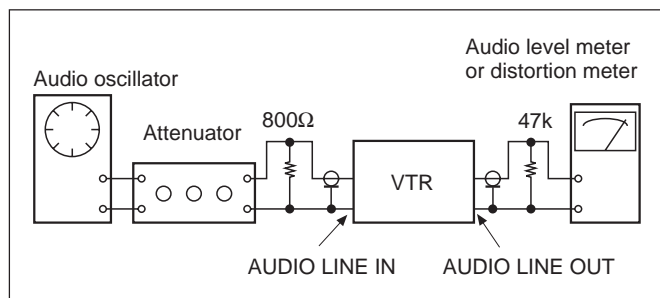 Audio level meter
or distortion meter
Audio oscillator
Attenuator
800Ω
47k
VTR
AUDIO LINE IN
AUDIO LINE OUT